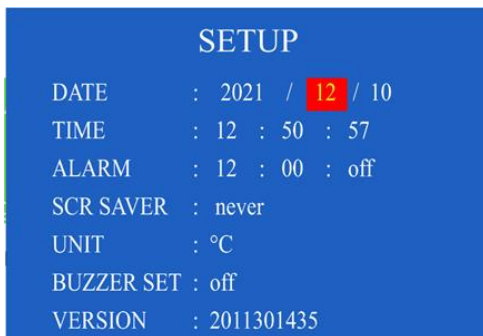 SETUP
DATE : 2021 / 12 / 10
TIME : 12 : 50 : 57
ALARM : 12 : 00 : off
SCR SAVER : never
UNIT : °C
BUZZER SET : off
VERSION : 2011301435